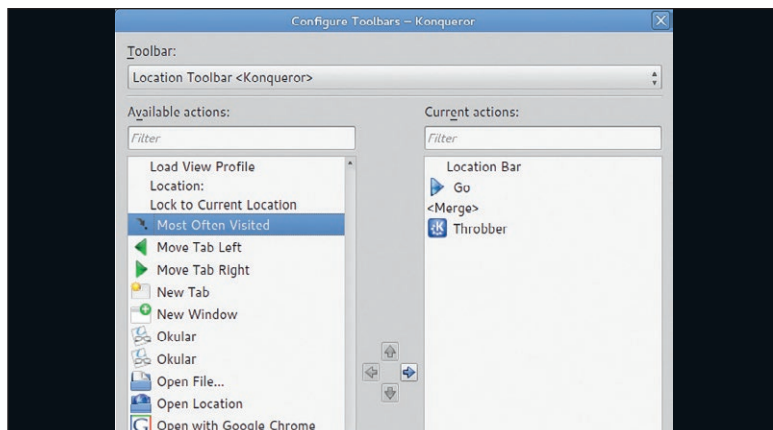 Configure Toolbars – Konqueror
Toolbar:
Location Toolbar <Konqueror>
Available actions:
Filter
Load View Profile
Location:
Lock to Current Location
Most Often Visited
Move Tab Left
Move Tab Right
New Tab
New Window
Okular
Okular
Open File...
Open Location
Open with Google Chrome
Current actions:
Filter
Location Bar
Go
<Merge>
Throbber